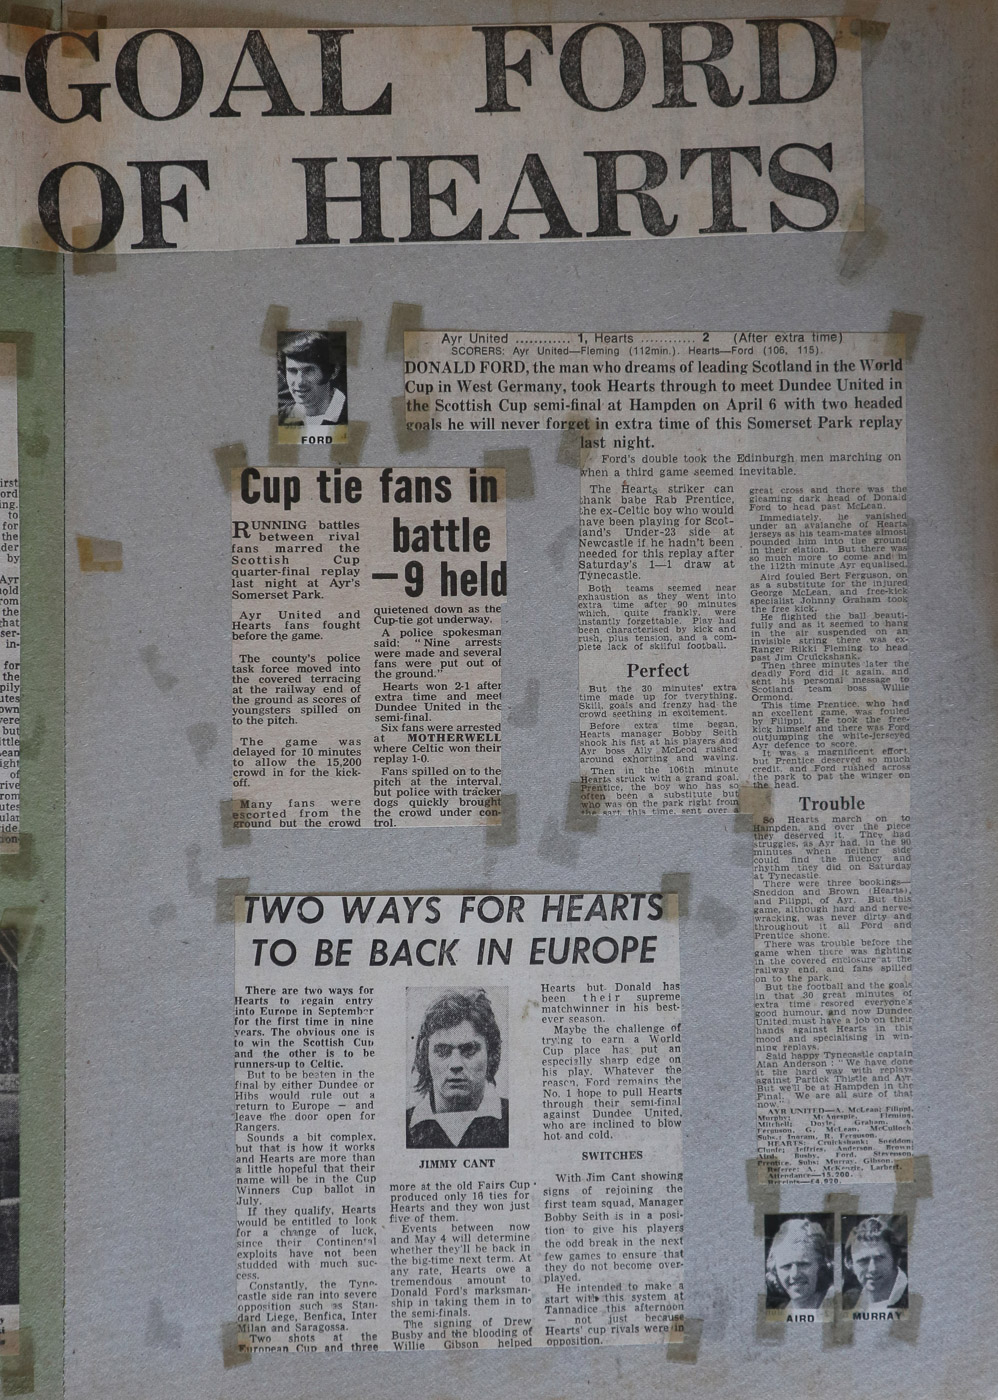 -GOAL FORD
OF HEARTS
FORD
Cup tie fans in
battle
—9 held
RUNNING battles
between rival
fans marred the
Scottish Cup
quarter-final replay
last night at Ayr's
Somerset Park.
Ayr United and
Hearts fans fought
before the game.
The county's police
task force moved into
the covered terracing
at the railway end of
the ground as scores of
youngsters spilled on
to the pitch.
The game was
delayed for 10 minutes
to allow the 15,200
crowd in for the kick-
off.
Many fans were
escorted from the
ground but the crowd
quietened down as the
Cup-tie got underway.
A police spokesman
said: "Nine arrests
were made and several
fans were put out of
the ground."
Hearts won 2-1 after
extra time and meet
Dundee United in the
semi-final.
Six fans were arrested
at MOTHERWELL
where Celtic won their
replay 1-0.
Fans spilled on to the
pitch at the interval,
but police with tracker
dogs quickly brought
the crowd under con-
trol.
Ayr United ............ 1, Hearts ............ 2 (After extra time)
SCORERS: Ayr United—Fleming (112min.). Hearts—Ford (106, 115).
DONALD FORD, the man who dreams of leading Scotland in the World
Cup in West Germany, took Hearts through to meet Dundee United in
the Scottish Cup semi-final at Hampden on April 6 with two headed
goals he will never forget in extra time of this Somerset Park replay
last night.
Ford's double took the Edinburgh men marching on
when a third game seemed inevitable.
The Hearts striker can
thank babe Rab Prentice,
the ex-Celtic boy who would
have been playing for Scot-
land's Under-23 side at
Newcastle if he hadn't been
needed for this replay after
Saturday's 1—1 draw at
Tynecastle.
Both teams seemed near
exhaustion as they went into
extra time after 90 minutes
which, quite frankly, were
instantly forgettable. Play had
been characterised by kick and
rush, plus tension, and a com-
plete lack of skilful football.
Perfect
But the 30 minutes' extra
time made up for everything.
Skill, goals and frenzy had the
crowd seething in excitement.
Before extra time began,
Hearts manager Bobby Seith
shook his fist at his players and
Ayr boss Ally McLeod rushed
around exhorting and waving.
Then in the 106th minute
Hearts struck with a grand goal.
Prentice, the boy who has so
often been a substitute but
who was on the park right from
the start this time, sent over a
great cross and there was the
gleaming dark head of Donald
Ford to head past McLean.
Immediately, he vanished
under an avalanche of Hearts
jerseys as his team-mates almost
pounded him into the ground
in their elation. But there was
so much more to come and in
the 112th minute Ayr equalised.
Aird fouled Bert Ferguson, on
as a substitute for the injured
George McLean, and free-kick
specialist Johnny Graham took
the free kick.
He flighted the ball beauti-
fully and as it seemed to hang
in the air suspended on an
invisible string there was ex-
Ranger Rikki Fleming to head
past Jim Cruickshank.
Then three minutes later the
deadly Ford did it again, and
sent his personal message to
Scotland team boss Willie
Ormond.
This time Prentice, who had
an excellent game, was fouled
by Filippi. He took the free-
kick himself and there was Ford
outjumping the white-jerseyed
Ayr defence to score.
It was a magnificent effort,
but Prentice deserved so much
credit, and Ford rushed across
the park to pat the winger on
the head.
Trouble
So Hearts march on to
Hampden, and over the piece
they deserved it. They had
struggles, as Ayr had, in the 90
minutes when neither side
could find the fluency and
rhythm they did on Saturday
at Tynecastle.
There were three bookings—
Sneddon and Brown (Hearts),
and Filippi, of Ayr. But this
game, although hard and nerve-
wracking, was never dirty and
throughout it all Ford and
Prentice shone.
There was trouble before the
game when there was fighting
in the covered enclosure at the
railway end, and fans spilled
on to the park.
But the football and the goals
in that 30 great minutes of
extra time resored everyone's
good humour, and now Dundee
United must have a job on their
hands against Hearts in this
mood and specialising in win-
ning replays.
Said happy Tynecastle captain
Alan Anderson: "We have done
it the hard way with replays
against Partick Thistle and Ayr.
But we'll be at Hampden in the
Final. We are all sure of that
now."
AYR UNITED—A. McLean; Filippi,
Murphy; McAnespie, Fleming,
Mitchell; Doyle, Graham, A.
Ferguson, G. McLean, McCulloch.
Subs.: Ingram, R. Ferguson.
HEARTS: Cruickshank; Sneddon,
Clunie; Jefferies, Anderson, Brown;
Aird, Busby, Ford, Stevenson,
Prentice. Subs: Murray, Gibson.
Referee: A. McKenzie, Larbert.
Attendance—15,200.
Receipts—£4,920.
TWO WAYS FOR HEARTS
TO BE BACK IN EUROPE
There are two ways for
Hearts to regain entry
into Europe in September
for the first time in nine
years. The obvious one is
to win the Scottish Cup
and the other is to be
runners-up to Celtic.
But to be beaten in the
final by either Dundee or
Hibs would rule out a
return to Europe — and
leave the door open for
Rangers.
Sounds a bit complex,
but that is how it works
and Hearts are more than
a little hopeful that their
name will be in the Cup
Winners Cup ballot in
July.
If they qualify, Hearts
would be entitled to look
for a change of luck,
since their Continental
exploits have not been
studded with much suc-
cess.
Constantly, the Tyne-
castle side ran into severe
opposition such as Stan-
dard Liege, Benfica, Inter
Milan and Saragossa.
Two shots at the
European Cup and three
JIMMY CANT
more at the old Fairs Cup
produced only 16 ties for
Hearts and they won just
five of them.
Events between now
and May 4 will determine
whether they'll be back in
the big-time next term. At
any rate, Hearts owe a
tremendous amount to
Donald Ford's marksman-
ship in taking them in to
the semi-finals.
The signing of Drew
Busby and the blooding of
Willie Gibson helped
Hearts but Donald has
been their supreme
matchwinner in his best-
ever season.
Maybe the challenge of
trying to earn a World
Cup place has put an
especially sharp edge on
his play. Whatever the
reason, Ford remains the
No. 1 hope to pull Hearts
through their semi-final
against Dundee United,
who are inclined to blow
hot and cold.
SWITCHES
With Jim Cant showing
signs of rejoining the
first team squad, Manager
Bobby Seith is in a posi-
tion to give his players
the odd break in the next
few games to ensure that
they do not become over-
played.
He intended to make a
start with this system at
Tannadice this afternoon
— not just because
Hearts' cup rivals were in
opposition.
AIRD
MURRAY